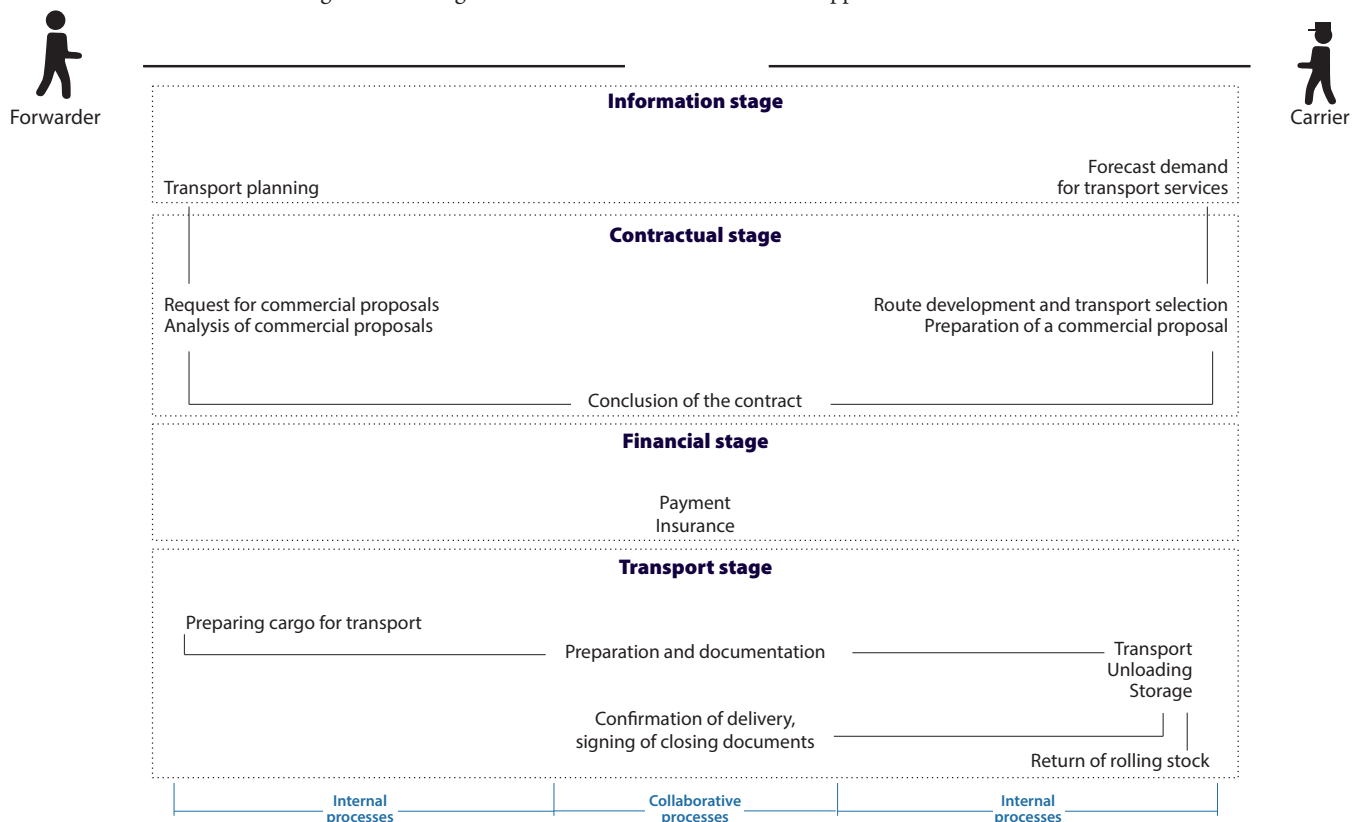 Forwarder
Carrier
Information stage
Transport planning
Forecast demand
for transport services
Contractual stage
Request for commercial proposals
Analysis of commercial proposals
Route development and transport selection
Preparation of a commercial proposal
Conclusion of the contract
Financial stage
Payment
Insurance
Transport stage
Preparing cargo for transport
Preparation and documentation
Transport
Unloading
Storage
Confirmation of delivery,
signing of closing documents
Return of rolling stock
Internal
processes
Collaborative
processes
Internal
processes